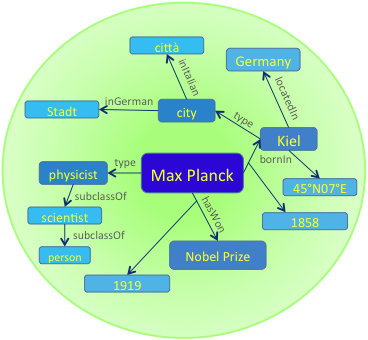 città
Germany
inItalian
locatedIn
Stadt
inGerman
city
type
Kiel
bornIn
physicist
type
Max Planck
45°N07°E
subclassOf
scientist
hasWon
1858
subclassOf
person
Nobel Prize
1919